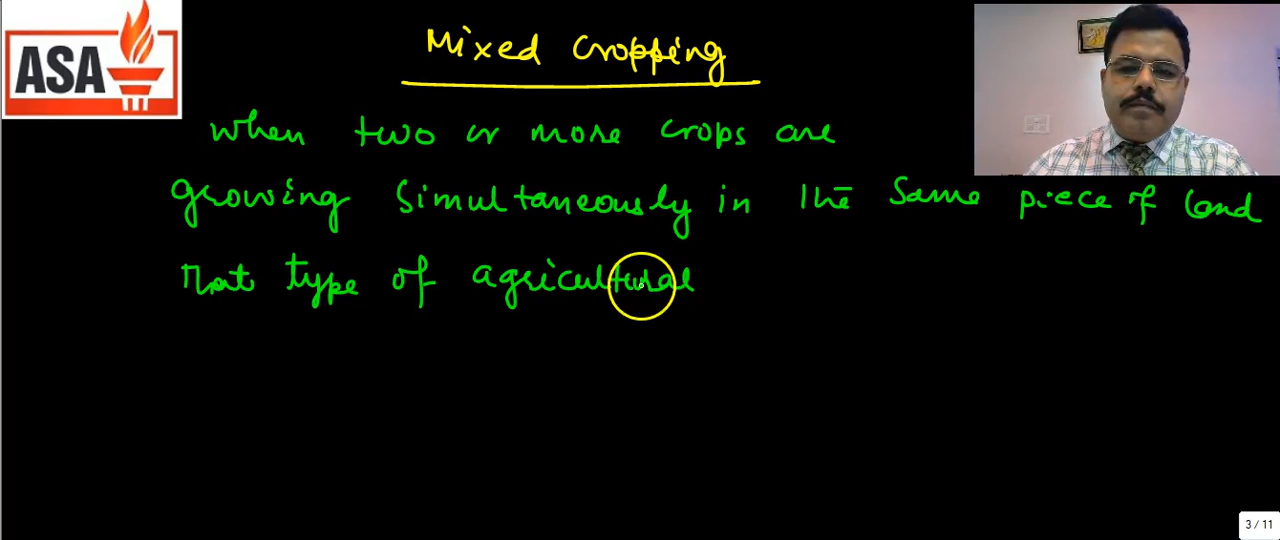 ASA
Mixed Cropping
When two or more crops are
growing simultaneously in the same piece of land
that type of agricultural
3 / 11